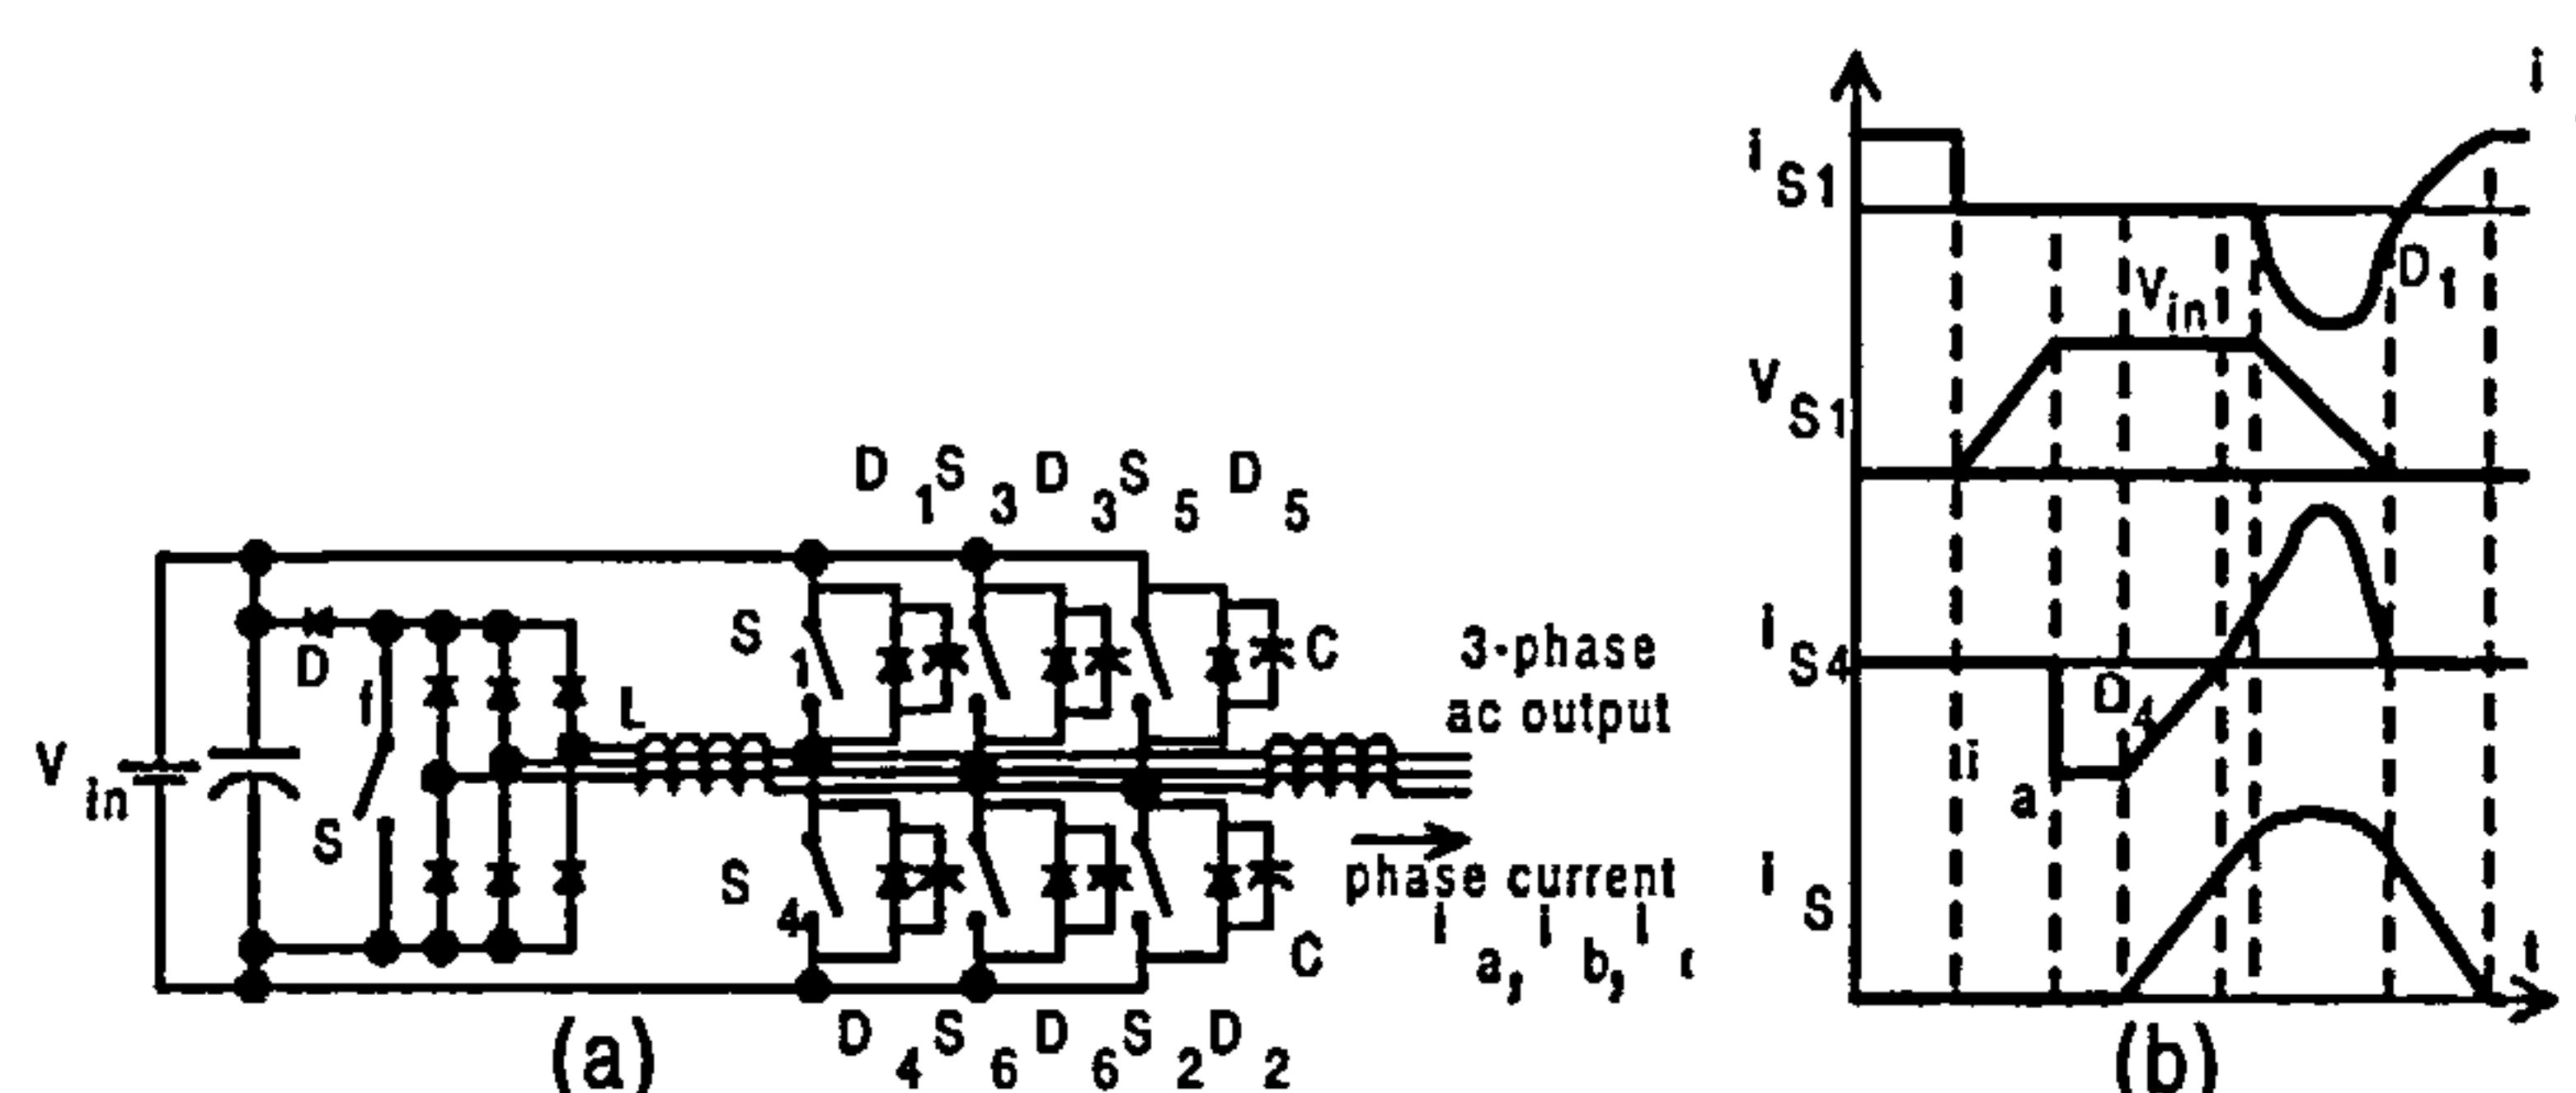 D 1 S 3 D 3 S 5 D 5
S 1
C
D f
L
3-phase
ac output
V in
S
S 4
phase current
i a, i b, i
C
D 4 S 6 D 6 S 2 D 2
(a)
i
i S1
D 1
V in
V S1
i S4
D 4
i a
i S
t
(b)